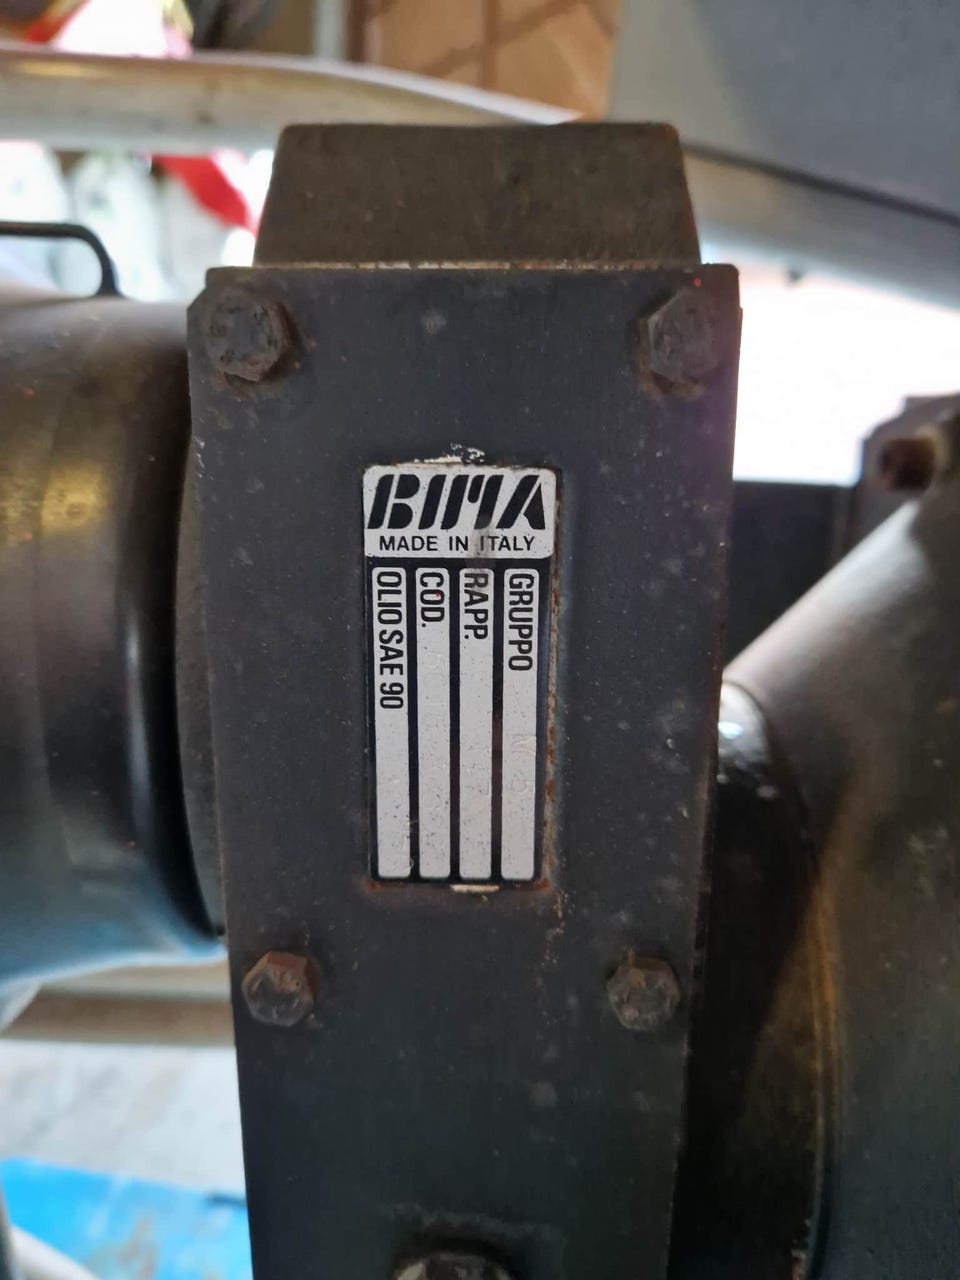 BIMA
MADE IN ITALY
GRUPPO
RAPP.
COD.
OLIO SAE 90